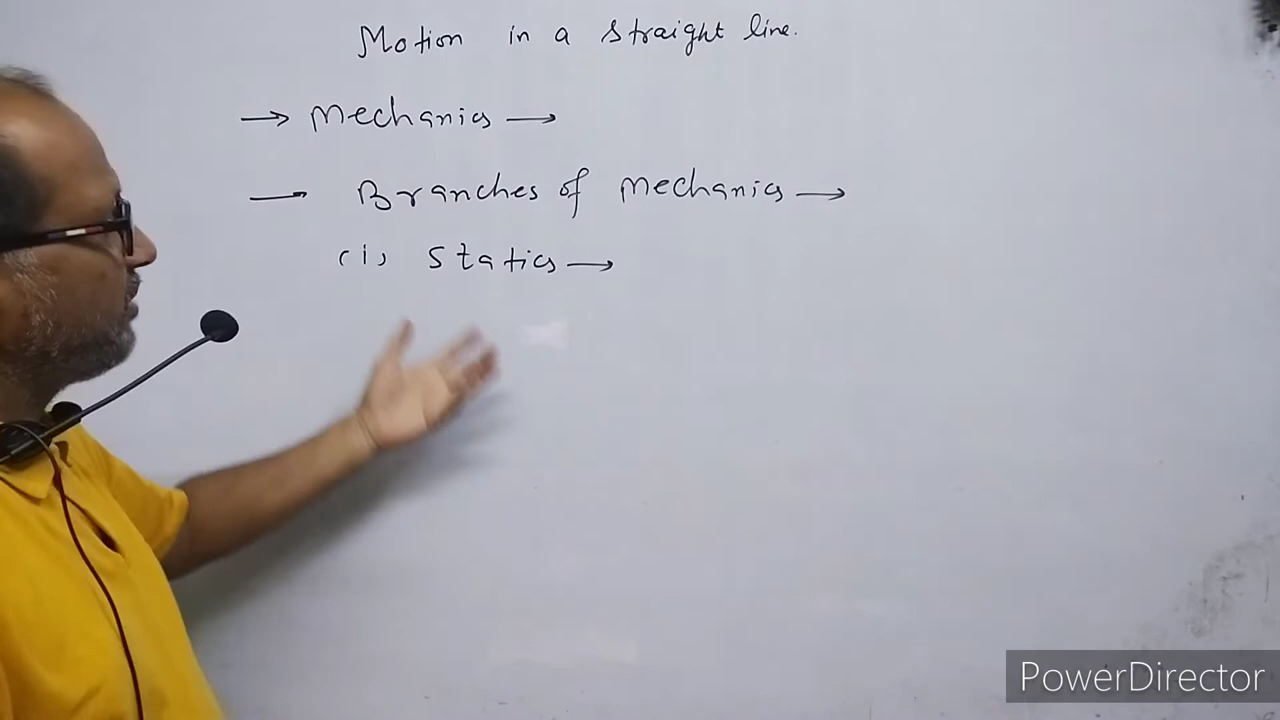 Motion in a straight line.
→ Mechanics →
— Branches of Mechanics →
(i) Statics →
PowerDirector